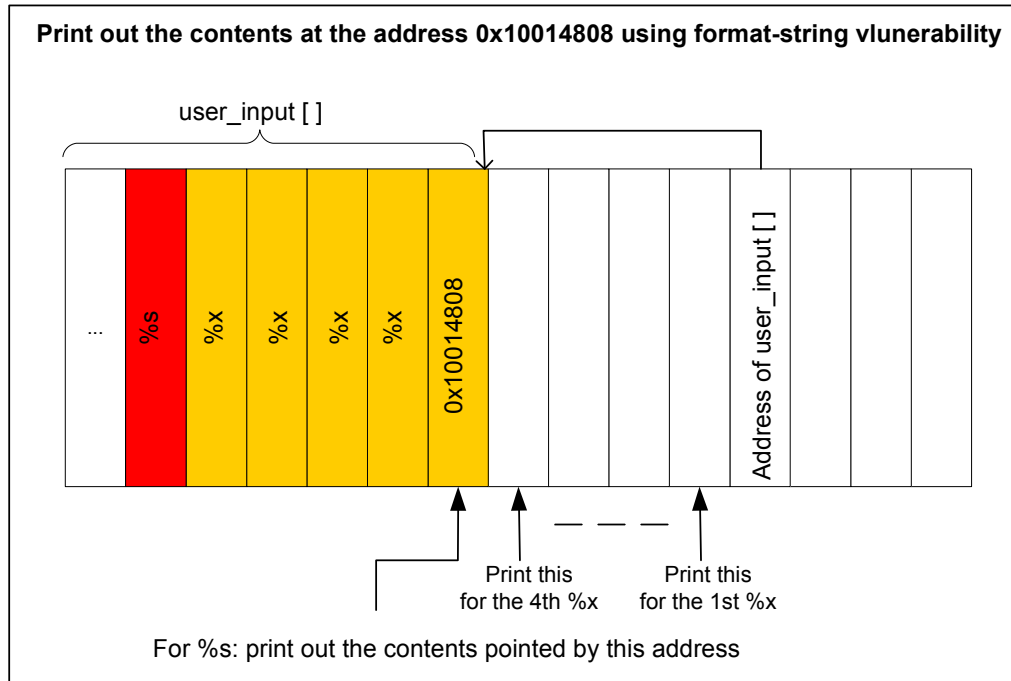 Print out the contents at the address 0x10014808 using format-string vlunerability
user_input [ ]
...
%s
%x
%x
%x
%x
0x10014808
Address of user_input [ ]
Print this
for the 4th %x
Print this
for the 1st %x
For %s: print out the contents pointed by this address